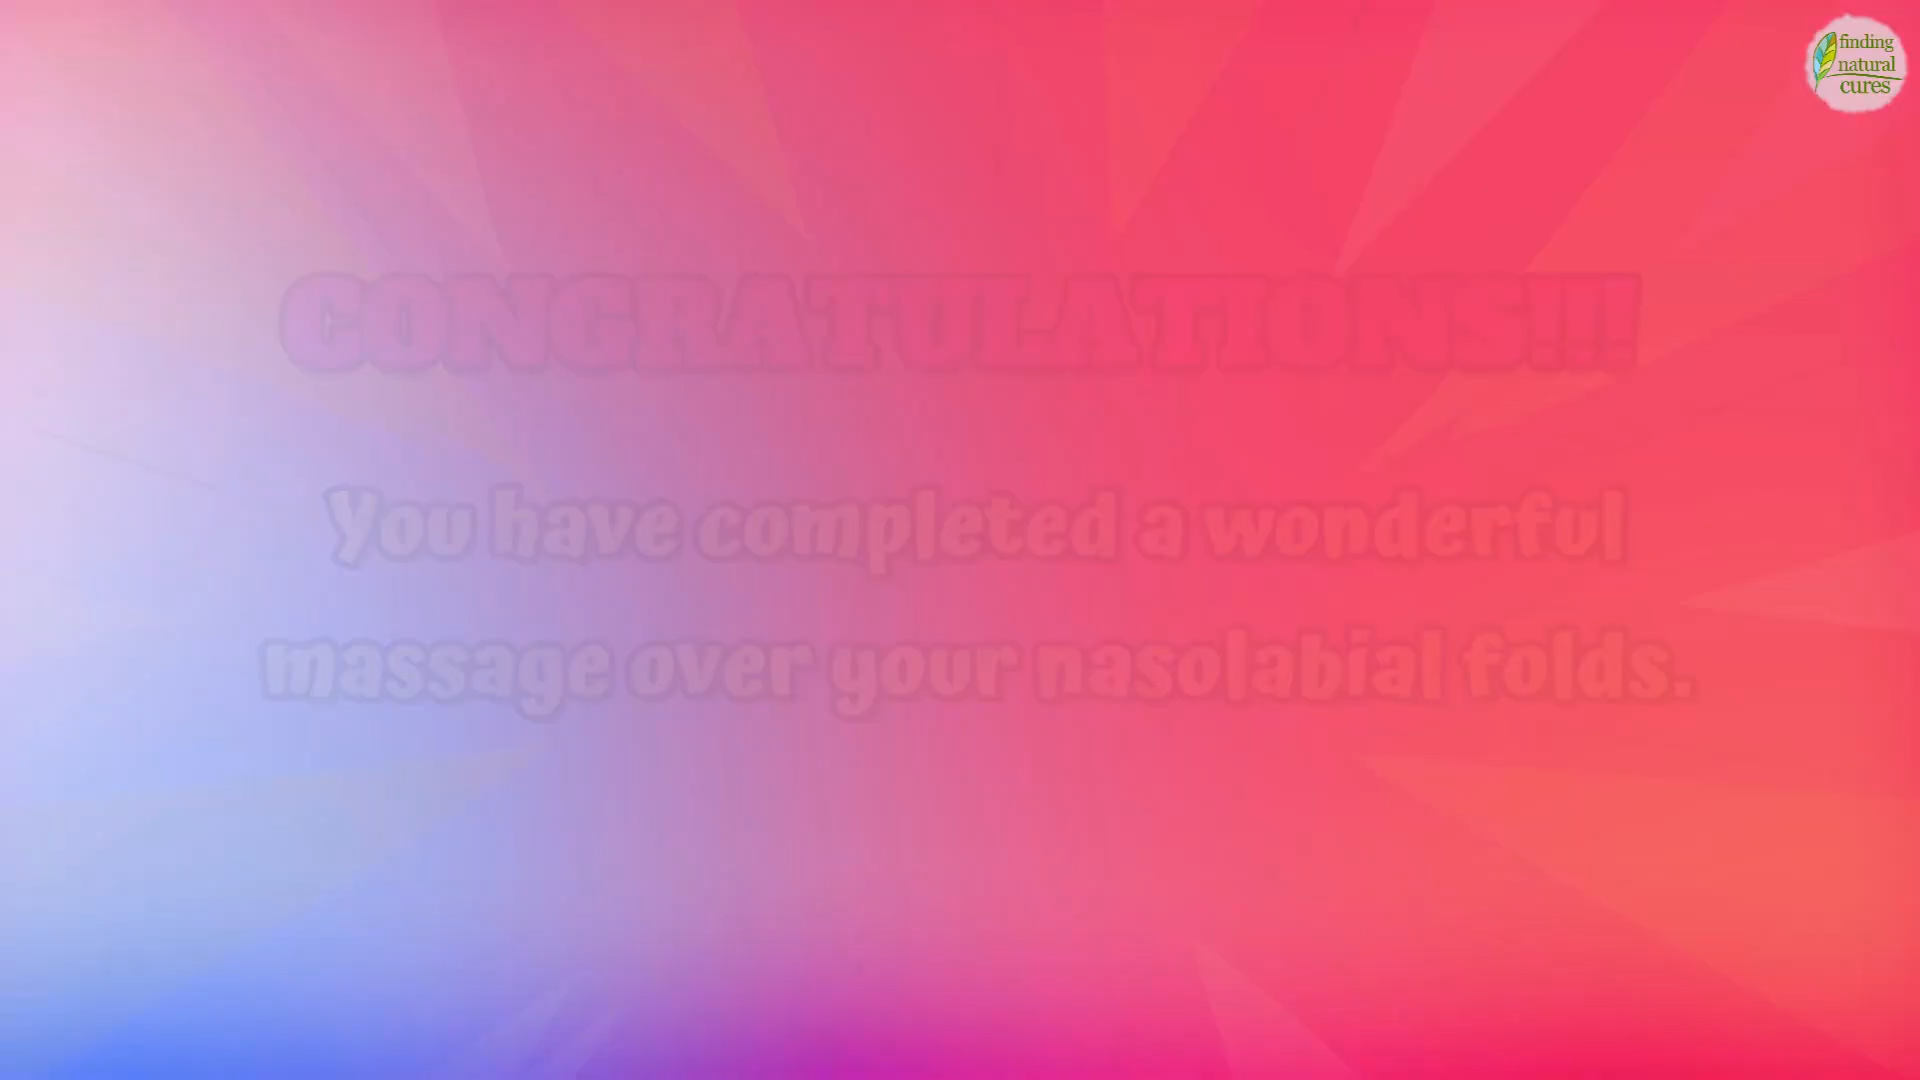 finding
natural
cures
CONGRATULATIONS!!!
You have completed a wonderful
massage over your nasolabial folds.